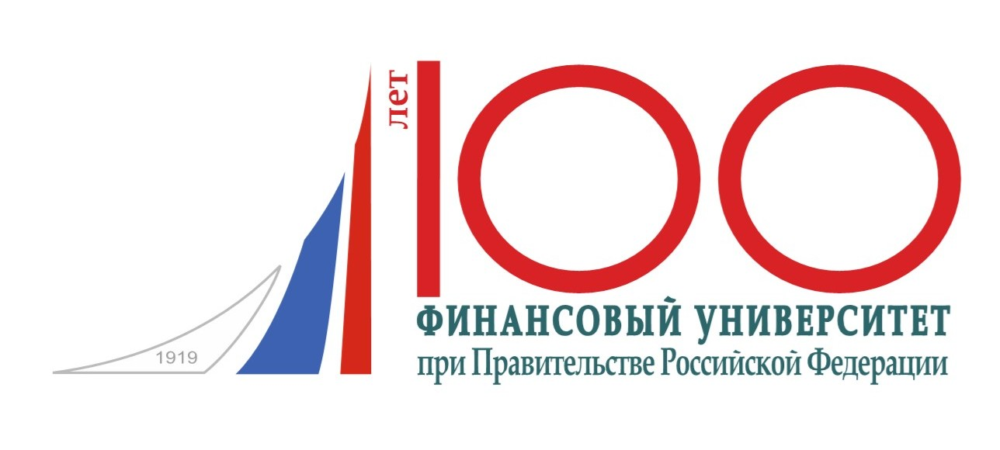 лет
100
ФИНАНСОВЫЙ УНИВЕРСИТЕТ
при Правительстве Российской Федерации
1919